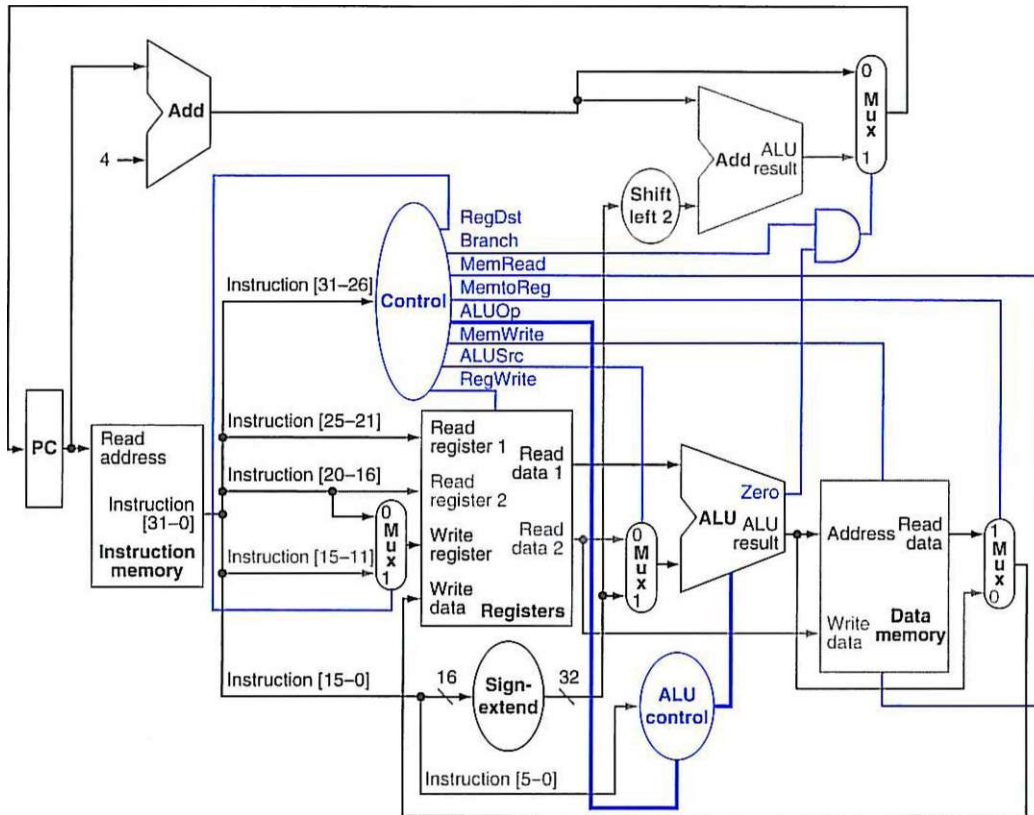 Add
4
0
Mux
1
Add
ALU
result
Shift
left 2
RegDst
Branch
MemRead
MemtoReg
ALUOp
MemWrite
ALUSrc
RegWrite
Control
Instruction [31–26]
Instruction [25–21]
Instruction [20–16]
Instruction [15–11]
Instruction [15–0]
Instruction [5–0]
PC
Read
address
Instruction
[31–0]
Instruction
memory
0
Mux
1
Read
register 1
Read
register 2
Write
register
Write
data
Read
data 1
Read
data 2
Registers
16
Sign-
extend
32
0
Mux
1
Zero
ALU
ALU
result
ALU
control
Address
Read
data
Write
data
Data
memory
1
Mux
0